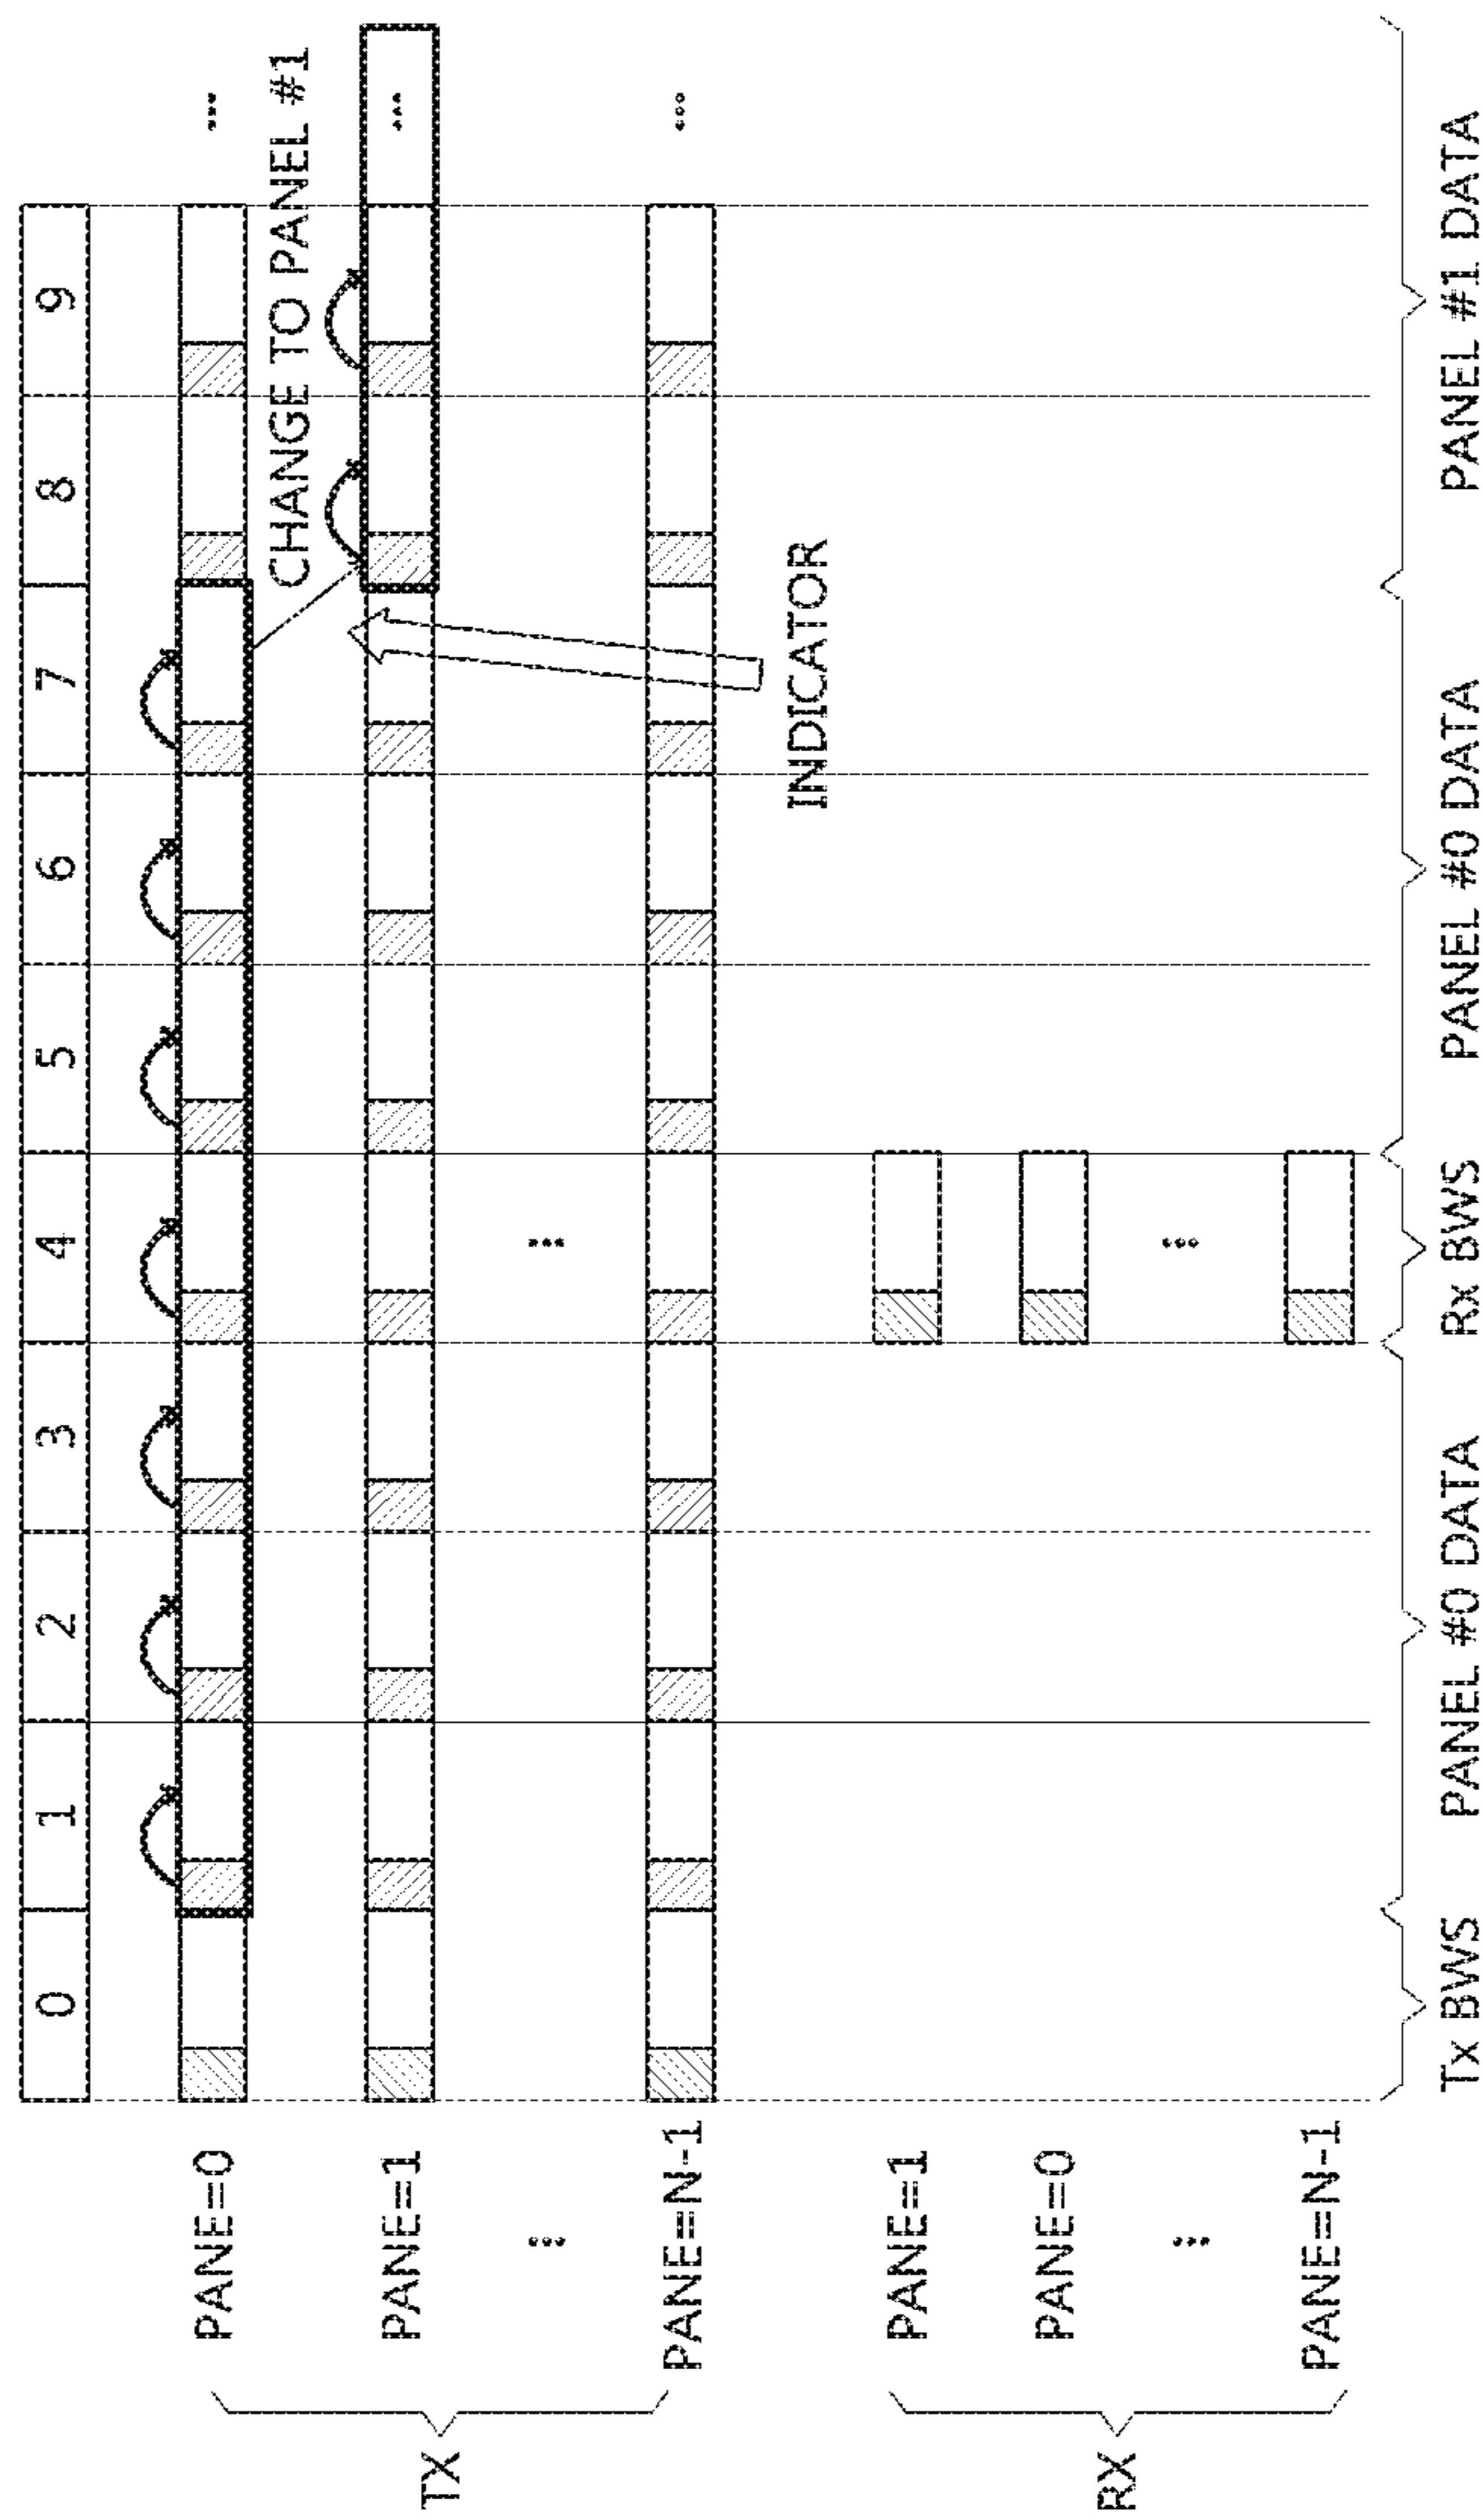 0 1 2 3 4 5 6 7 8 9
TX
PANE=0
...
CHANGE TO PANEL #1
PANE=1
...
... ...
PANE=N-1
...
INDICATOR
RX
PANE=1
PANE=0
... ...
PANE=N-1
Tx BWS PANEL #0 DATA Rx BWS PANEL #0 DATA PANEL #1 DATA